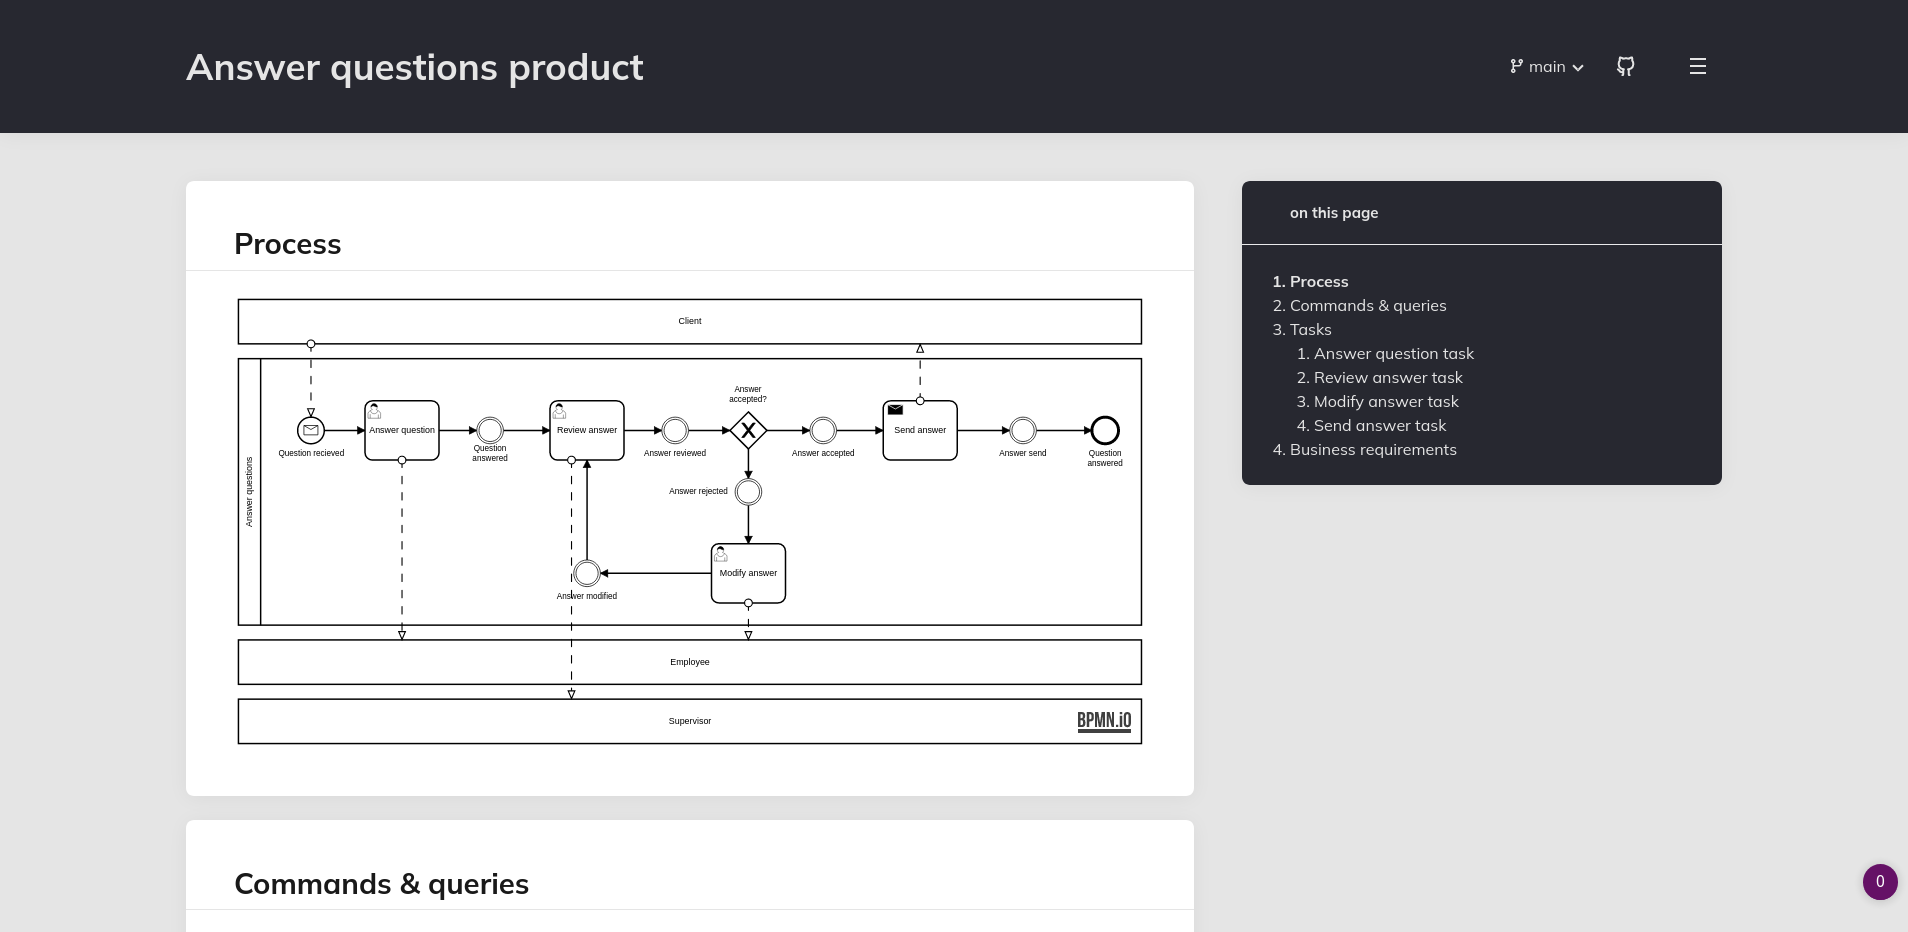 Answer questions product
main
Process
Client
Answer questions
Question recieved
Answer question
Question
answered
Review answer
Answer reviewed
Answer
accepted?
Answer accepted
Send answer
Answer send
Question
answered
Answer rejected
Modify answer
Answer modified
Employee
Supervisor
BPMN.iO
on this page
1. Process
2. Commands & queries
3. Tasks
1. Answer question task
2. Review answer task
3. Modify answer task
4. Send answer task
4. Business requirements
Commands & queries
0